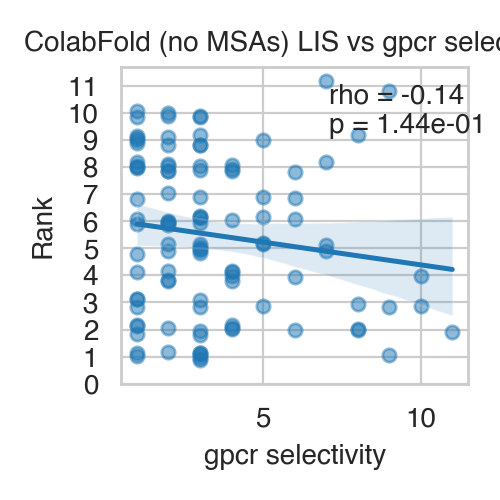 ColabFold (no MSAs) LIS vs gpcr selec
rho = -0.14
p = 1.44e-01
11
10
9
8
7
6
5
4
3
2
1
0
Rank
5 10
gpcr selectivity